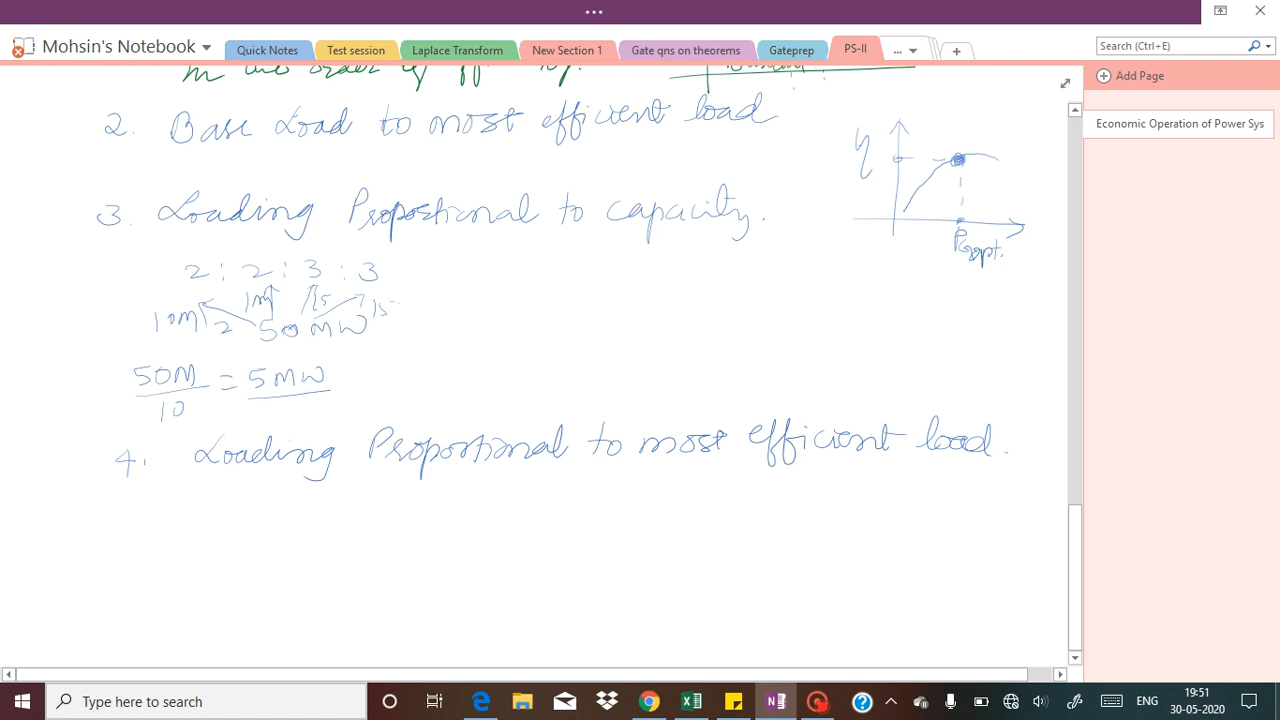 ...
Mohsin's Notebook
Quick Notes
Test session
Laplace Transform
New Section 1
Gate qns on theorems
Gateprep
PS-II
...
Search (Ctrl+E)
Add Page
Economic Operation of Power Sys
2. Base Load to most efficient load
η
Popt.
3. Loading Proportional to capacity.
2 : 2 : 3 : 3
10M 15 15
50 MW
50M = 5MW
10
4. Loading Proportional to most efficient load.
Type here to search
ENG
19:51
30-05-2020